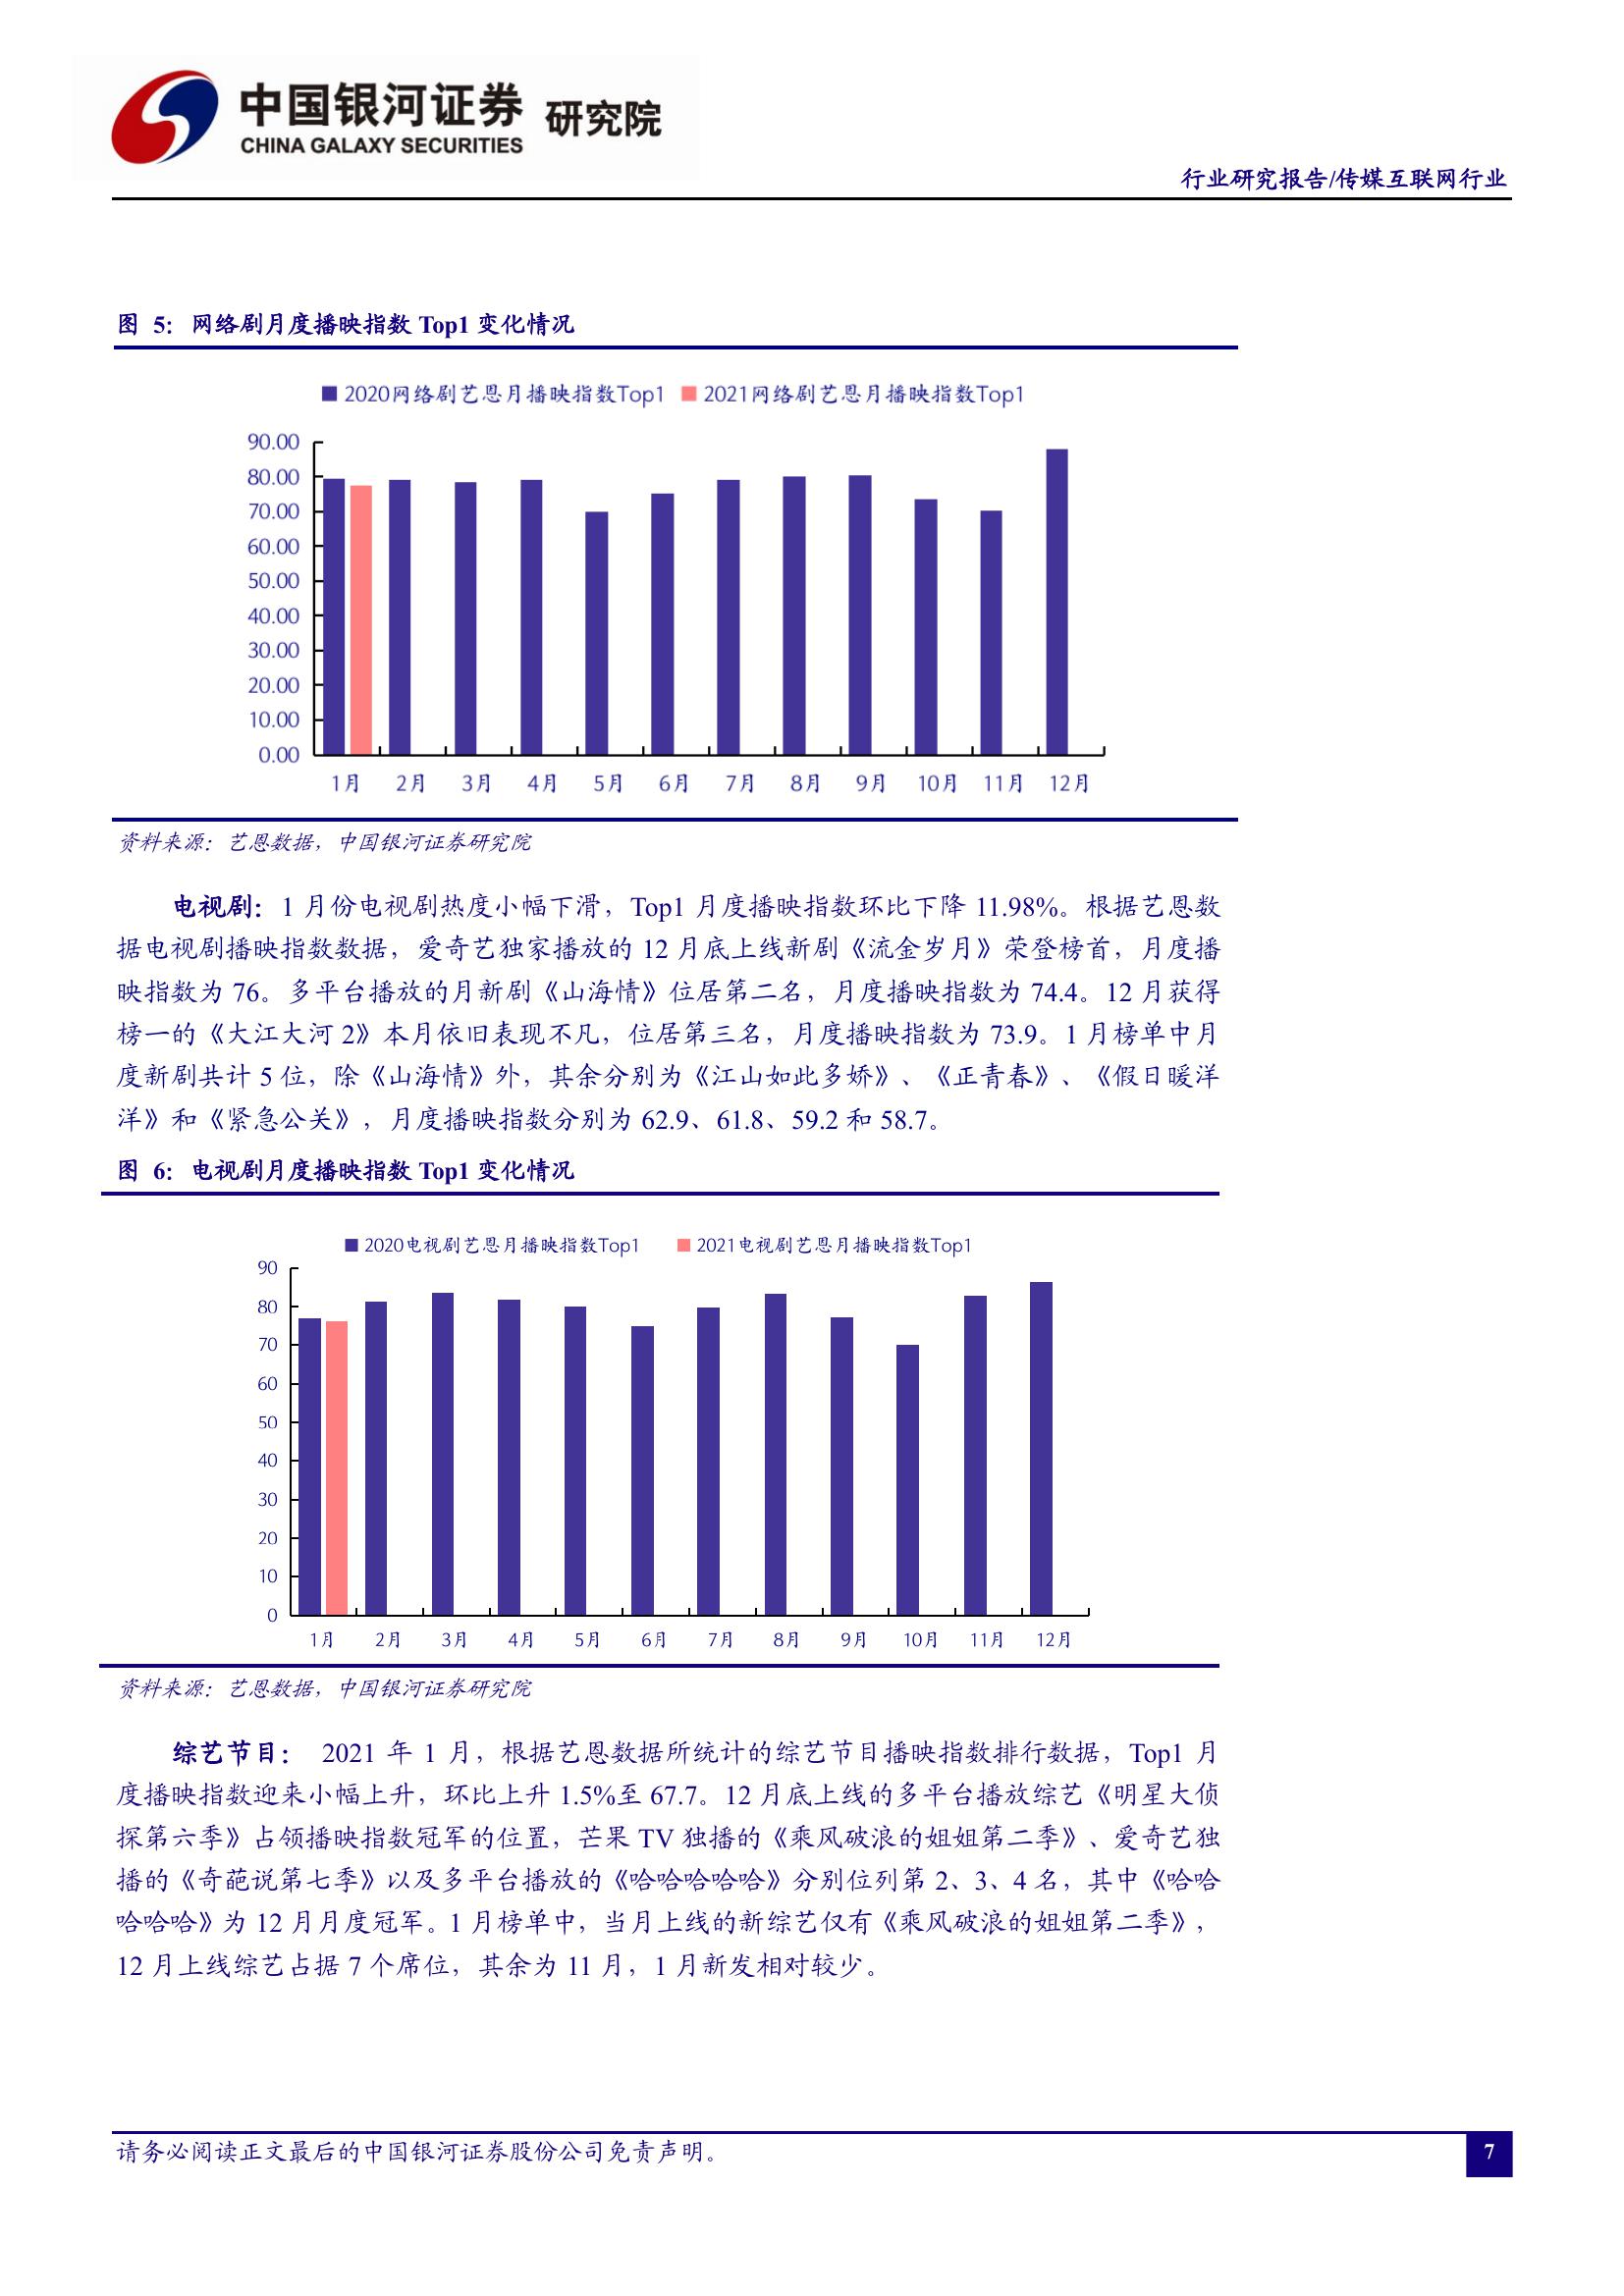 中国银河证券 研究院
CHINA GALAXY SECURITIES
行业研究报告/传媒互联网行业
图 5：网络剧月度播映指数 Top1 变化情况
2020网络剧艺恩月播映指数Top1 2021网络剧艺恩月播映指数Top1
90.00
80.00
70.00
60.00
50.00
40.00
30.00
20.00
10.00
0.00
1月 2月 3月 4月 5月 6月 7月 8月 9月 10月 11月 12月
资料来源：艺恩数据，中国银河证券研究院
电视剧：1 月份电视剧热度小幅下滑，Top1 月度播映指数环比下降 11.98%。根据艺恩数
据电视剧播映指数数据，爱奇艺独家播放的 12 月底上线新剧《流金岁月》荣登榜首，月度播
映指数为 76。多平台播放的月新剧《山海情》位居第二名，月度播映指数为 74.4。12 月获得
榜一的《大江大河 2》本月依旧表现不凡，位居第三名，月度播映指数为 73.9。1 月榜单中月
度新剧共计 5 位，除《山海情》外，其余分别为《江山如此多娇》、《正青春》、《假日暖洋
洋》和《紧急公关》，月度播映指数分别为 62.9、61.8、59.2 和 58.7。
图 6：电视剧月度播映指数 Top1 变化情况
2020电视剧艺恩月播映指数Top1 2021电视剧艺恩月播映指数Top1
90
80
70
60
50
40
30
20
10
0
1月 2月 3月 4月 5月 6月 7月 8月 9月 10月 11月 12月
资料来源：艺恩数据，中国银河证券研究院
综艺节目： 2021 年 1 月，根据艺恩数据所统计的综艺节目播映指数排行数据，Top1 月
度播映指数迎来小幅上升，环比上升 1.5%至 67.7。12 月底上线的多平台播放综艺《明星大侦
探第六季》占领播映指数冠军的位置，芒果 TV 独播的《乘风破浪的姐姐第二季》、爱奇艺独
播的《奇葩说第七季》以及多平台播放的《哈哈哈哈哈》分别位列第 2、3、4 名，其中《哈哈
哈哈哈》为 12 月月度冠军。1 月榜单中，当月上线的新综艺仅有《乘风破浪的姐姐第二季》，
12 月上线综艺占据 7 个席位，其余为 11 月，1 月新发相对较少。
请务必阅读正文最后的中国银河证券股份公司免责声明。
7